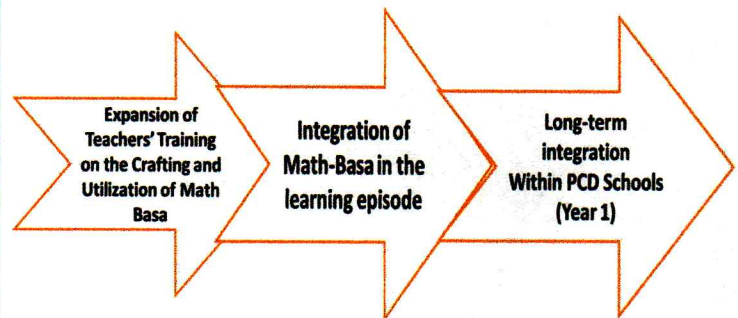 Expansion of
Teachers' Training
on the Crafting and
Utilization of Math
Basa
Integration of
Math-Basa in the
learning episode
Long-term
integration
Within PCD Schools
(Year 1)